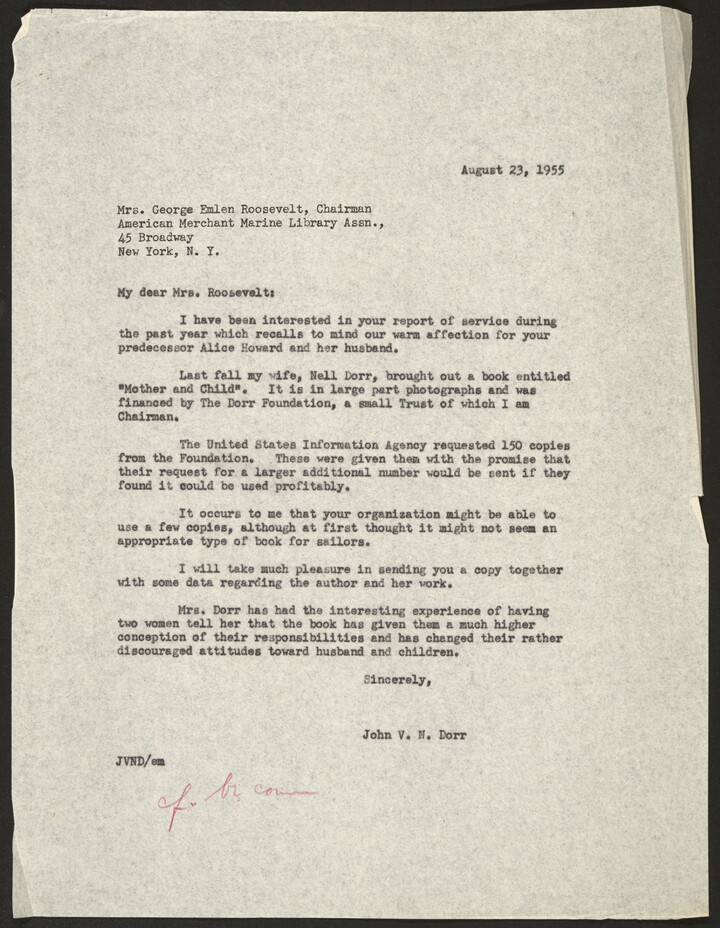 August 23, 1955
Mrs. George Emlen Roosevelt, Chairman
American Merchant Marine Library Assn.,
45 Broadway
New York, N. Y.
My dear Mrs. Roosevelt:
I have been interested in your report of service during
the past year which recalls to mind our warm affection for your
predecessor Alice Howard and her husband.
Last fall my wife, Nell Dorr, brought out a book entitled
"Mother and Child". It is in large part photographs and was
financed by The Dorr Foundation, a small Trust of which I am
Chairman.
The United States Information Agency requested 150 copies
from the Foundation. These were given them with the promise that
their request for a larger additional number would be sent if they
found it could be used profitably.
It occurs to me that your organization might be able to
use a few copies, although at first thought it might not seem an
appropriate type of book for sailors.
I will take much pleasure in sending you a copy together
with some data regarding the author and her work.
Mrs. Dorr has had the interesting experience of having
two women tell her that the book has given them a much higher
conception of their responsibilities and has changed their rather
discouraged attitudes toward husband and children.
Sincerely,
John V. N. Dorr
JVND/em
cf.